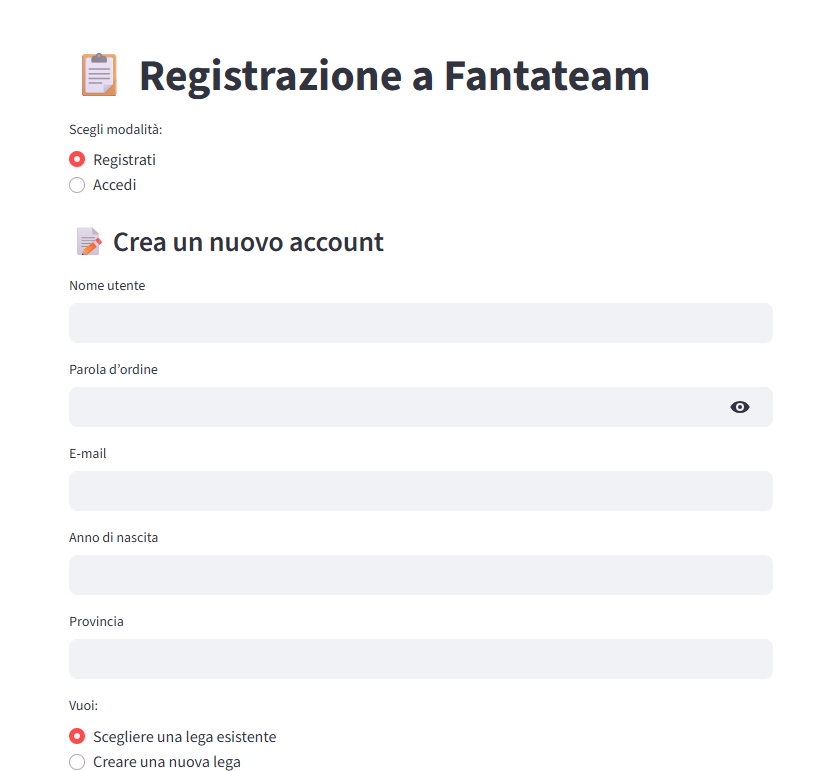 Registrazione a Fantateam
Scegli modalità:
Registrati
Accedi
Crea un nuovo account
Nome utente
Parola d’ordine
E-mail
Anno di nascita
Provincia
Vuoi:
Scegliere una lega esistente
Creare una nuova lega